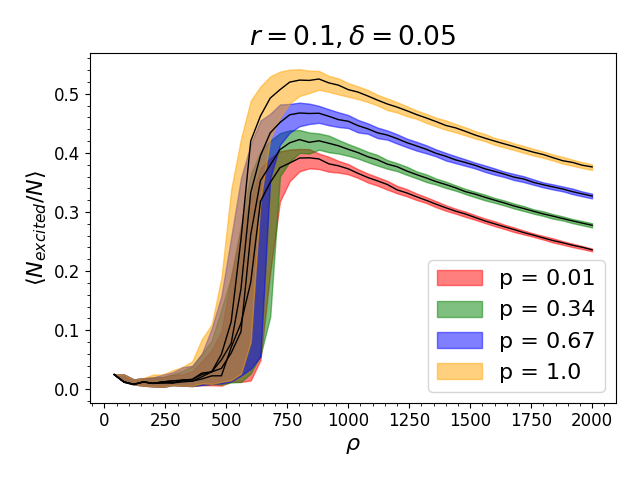 r = 0.1, δ = 0.05
⟨N_excited/N⟩
0.5
0.4
0.3
0.2
0.1
0.0
p = 0.01
p = 0.34
p = 0.67
p = 1.0
0 250 500 750 1000 1250 1500 1750 2000
ρ